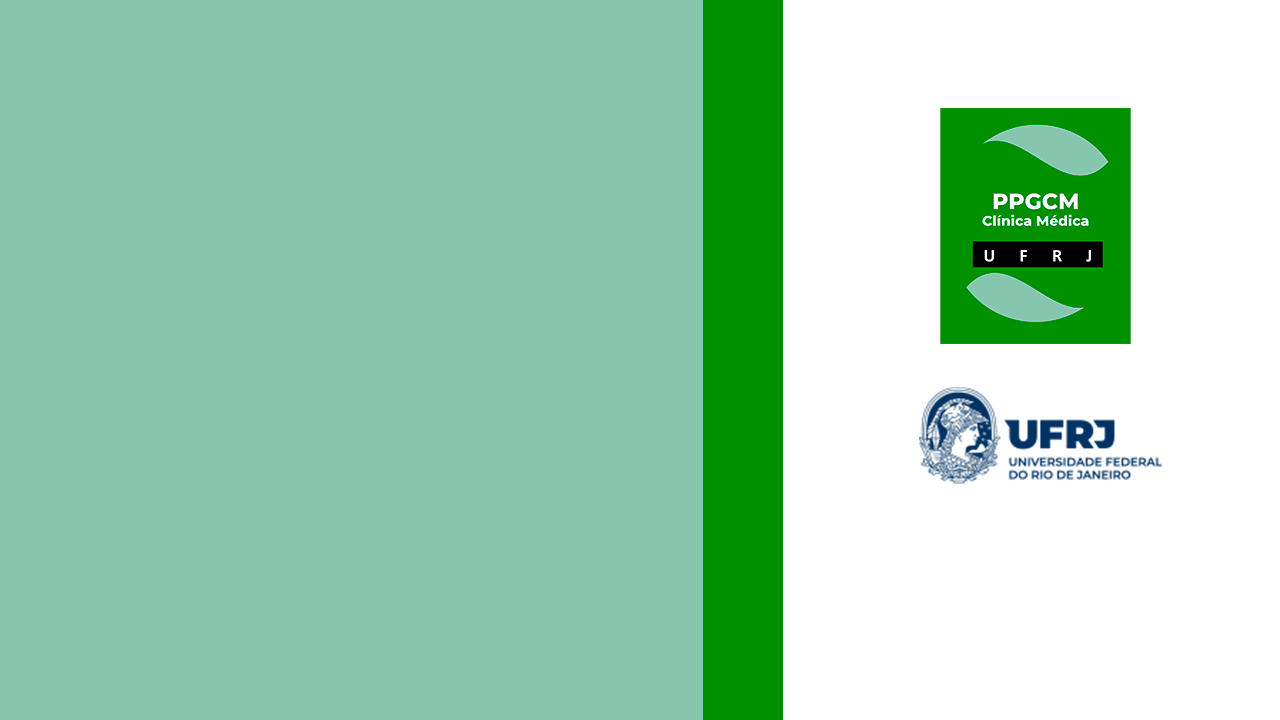 PPGCM
Clínica Médica
U F R J
UFRJ
UNIVERSIDADE FEDERAL
DO RIO DE JANEIRO